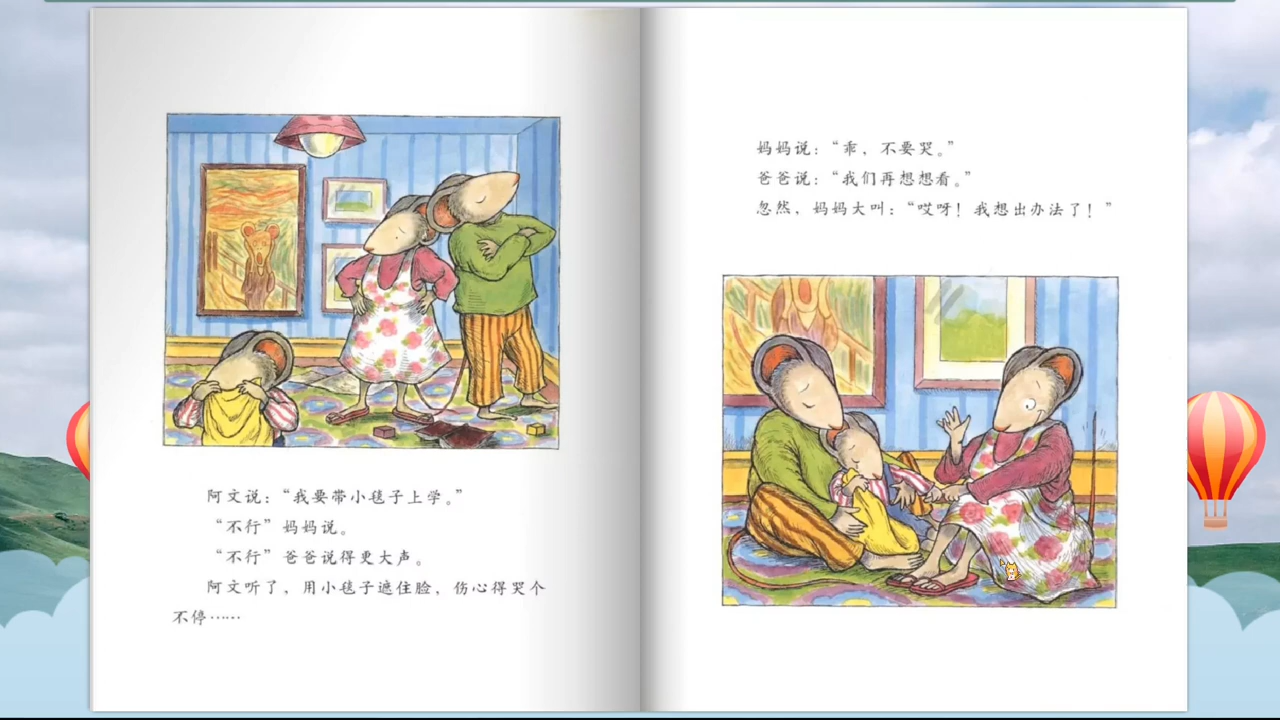 阿文说：“我要带小毯子上学。”
“不行”妈妈说。
“不行”爸爸说得更大声。
阿文听了，用小毯子遮住脸，伤心得哭个
不停……
妈妈说：“乖，不要哭。”
爸爸说：“我们再想想看。”
忽然，妈妈大叫：“哎呀！我想出办法了！”